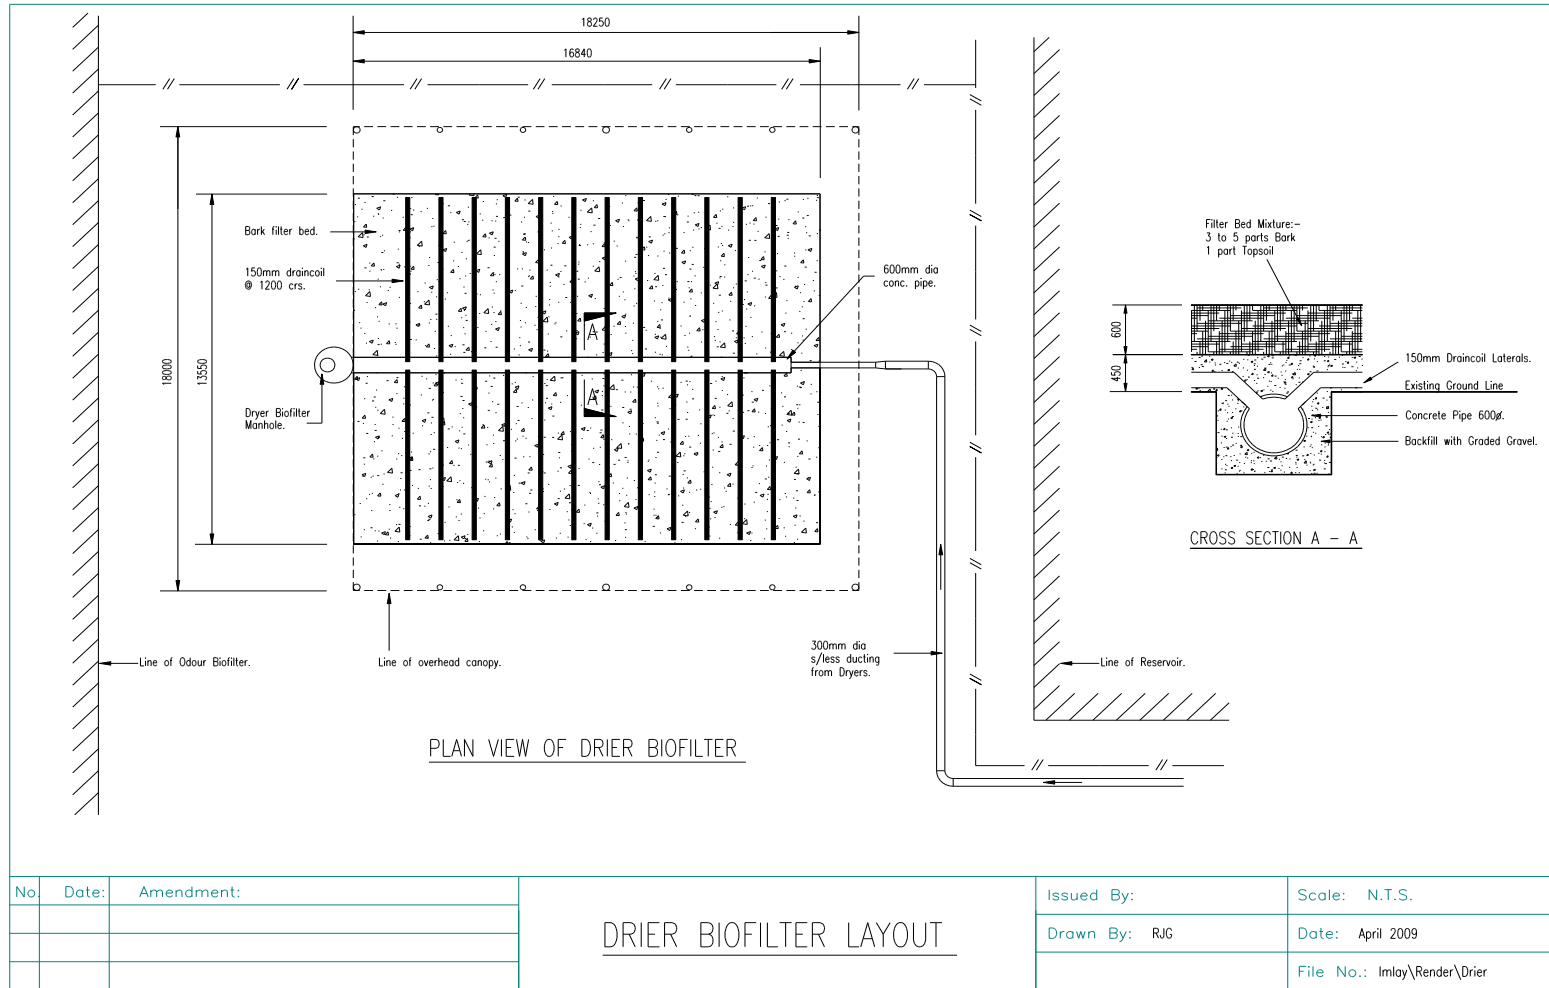 18250
16840
18000
13550
Bark filter bed.
150mm draincoil
@ 1200 crs.
600mm dia
conc. pipe.
A
A
Dryer Biofilter
Manhole.
Line of Odour Biofilter.
Line of overhead canopy.
300mm dia
s/less ducting
from Dryers.
Line of Reservoir.
PLAN VIEW OF DRIER BIOFILTER
Filter Bed Mixture:-
3 to 5 parts Bark
1 part Topsoil
600
450
150mm Draincoil Laterals.
Existing Ground Line
Concrete Pipe 600ø.
Backfill with Graded Gravel.
CROSS SECTION A - A
No. Date: Amendment:
DRIER BIOFILTER LAYOUT
Issued By:
Drawn By: RJG
Scale: N.T.S.
Date: April 2009
File No.: Imlay\Render\Drier